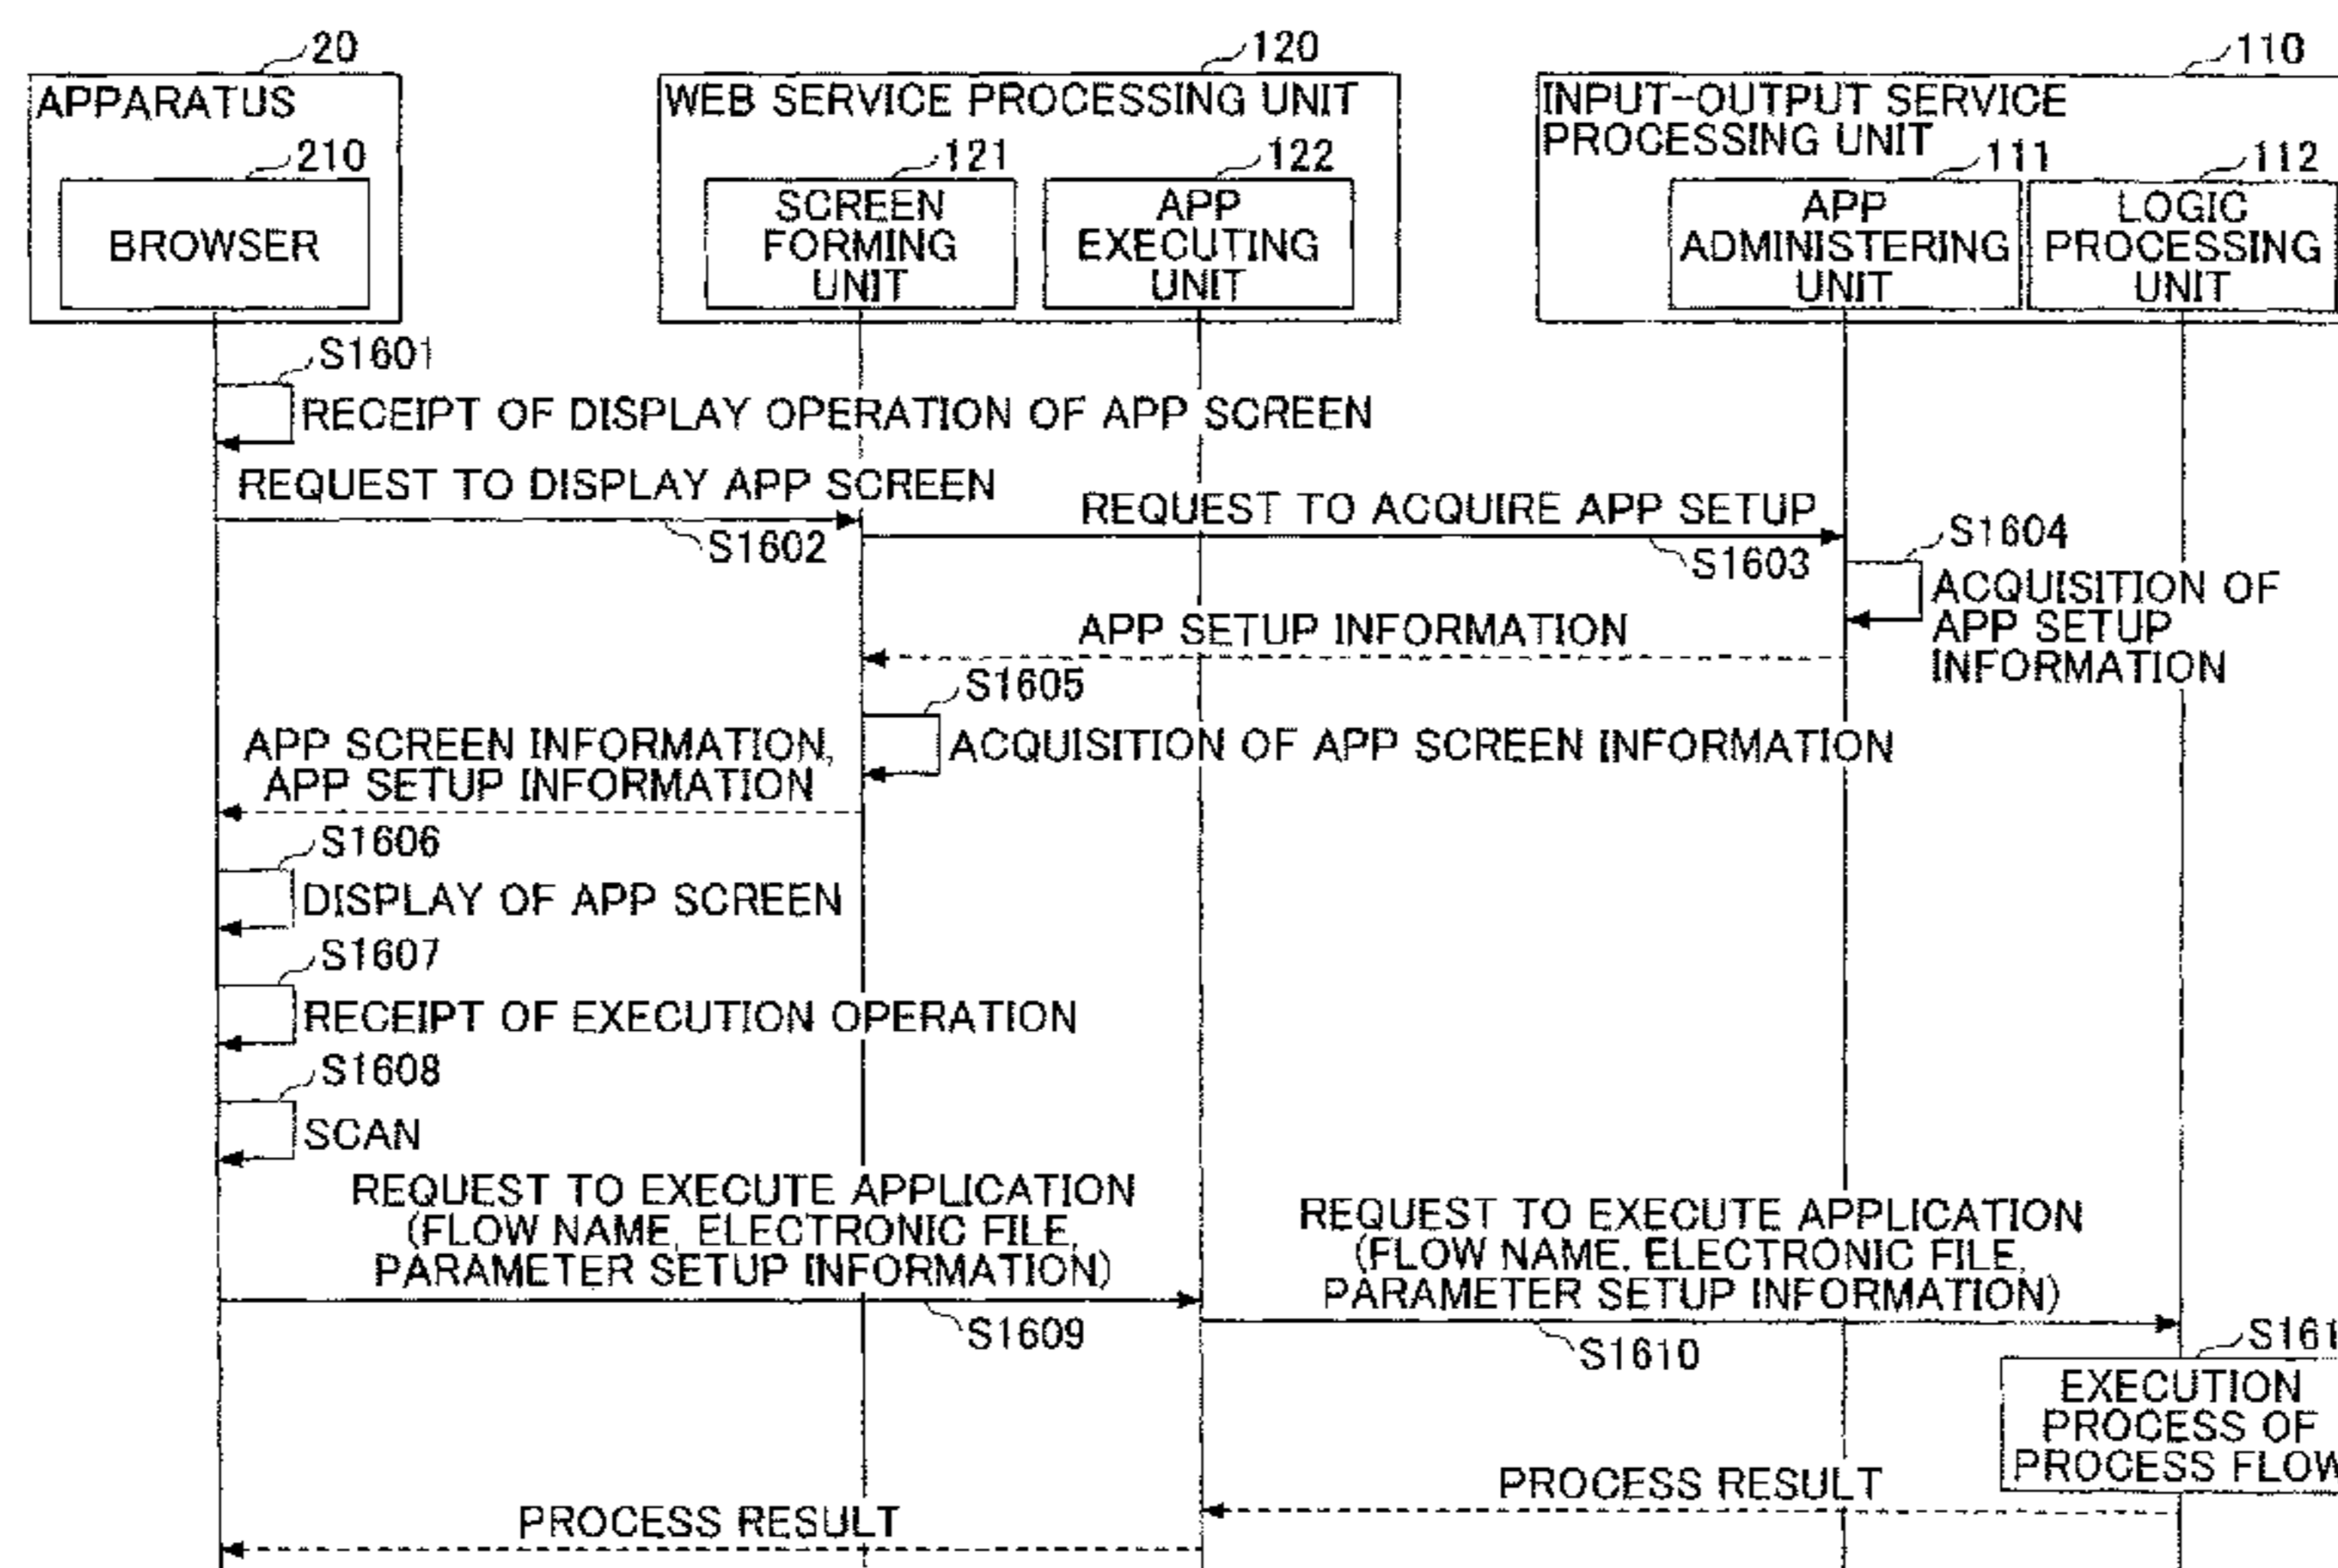 20
120
110
APPARATUS
WEB SERVICE PROCESSING UNIT
INPUT-OUTPUT SERVICE
PROCESSING UNIT
210
121
122
111
112
BROWSER
SCREEN
FORMING
UNIT
APP
EXECUTING
UNIT
APP
ADMINISTERING
UNIT
LOGIC
PROCESSING
UNIT
S1601
RECEIPT OF DISPLAY OPERATION OF APP SCREEN
REQUEST TO DISPLAY APP SCREEN
S1602
REQUEST TO ACQUIRE APP SETUP
S1603
S1604
ACQUISITION OF
APP SETUP
INFORMATION
APP SETUP INFORMATION
S1605
ACQUISITION OF APP SCREEN INFORMATION
APP SCREEN INFORMATION,
APP SETUP INFORMATION
S1606
DISPLAY OF APP SCREEN
S1607
RECEIPT OF EXECUTION OPERATION
S1608
SCAN
REQUEST TO EXECUTE APPLICATION
(FLOW NAME, ELECTRONIC FILE,
PARAMETER SETUP INFORMATION)
S1609
REQUEST TO EXECUTE APPLICATION
(FLOW NAME, ELECTRONIC FILE,
PARAMETER SETUP INFORMATION)
S1610
S161
EXECUTION
PROCESS OF
PROCESS FLOW
PROCESS RESULT
PROCESS RESULT